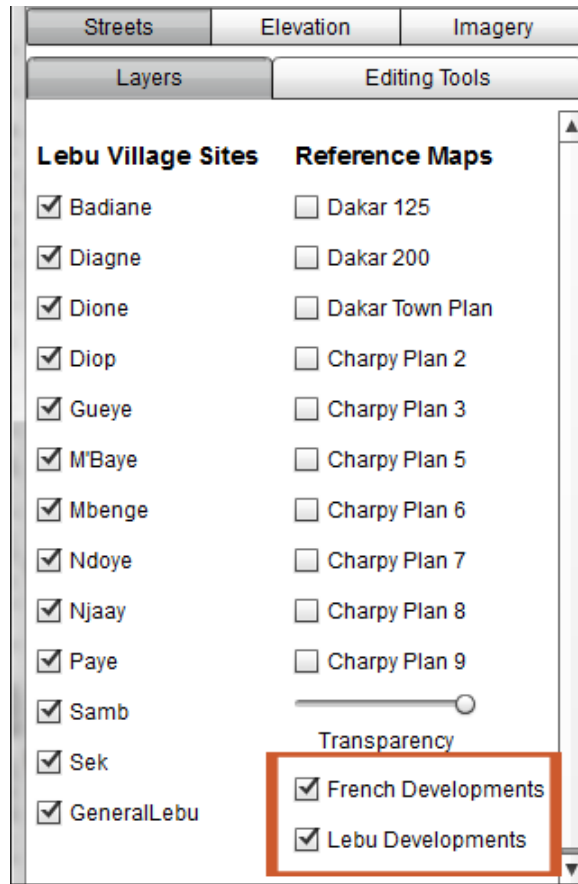 Streets
Elevation
Imagery
Layers
Editing Tools
Lebu Village Sites
Badiane
Diagne
Dione
Diop
Gueye
M'Baye
Mbenge
Ndoye
Njaay
Paye
Samb
Sek
GeneralLebu
Reference Maps
Dakar 125
Dakar 200
Dakar Town Plan
Charpy Plan 2
Charpy Plan 3
Charpy Plan 5
Charpy Plan 6
Charpy Plan 7
Charpy Plan 8
Charpy Plan 9
Transparency
French Developments
Lebu Developments